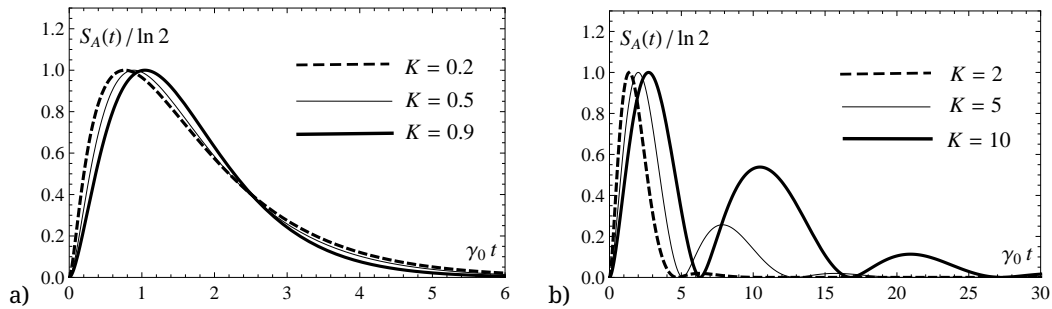 S_A(t) / ln 2
K = 0.2
K = 0.5
K = 0.9
γ₀ t
1.2
1.0
0.8
0.6
0.4
0.2
0.0
0 1 2 3 4 5 6
a)
S_A(t) / ln 2
K = 2
K = 5
K = 10
γ₀ t
1.2
1.0
0.8
0.6
0.4
0.2
0.0
0 5 10 15 20 25 30
b)